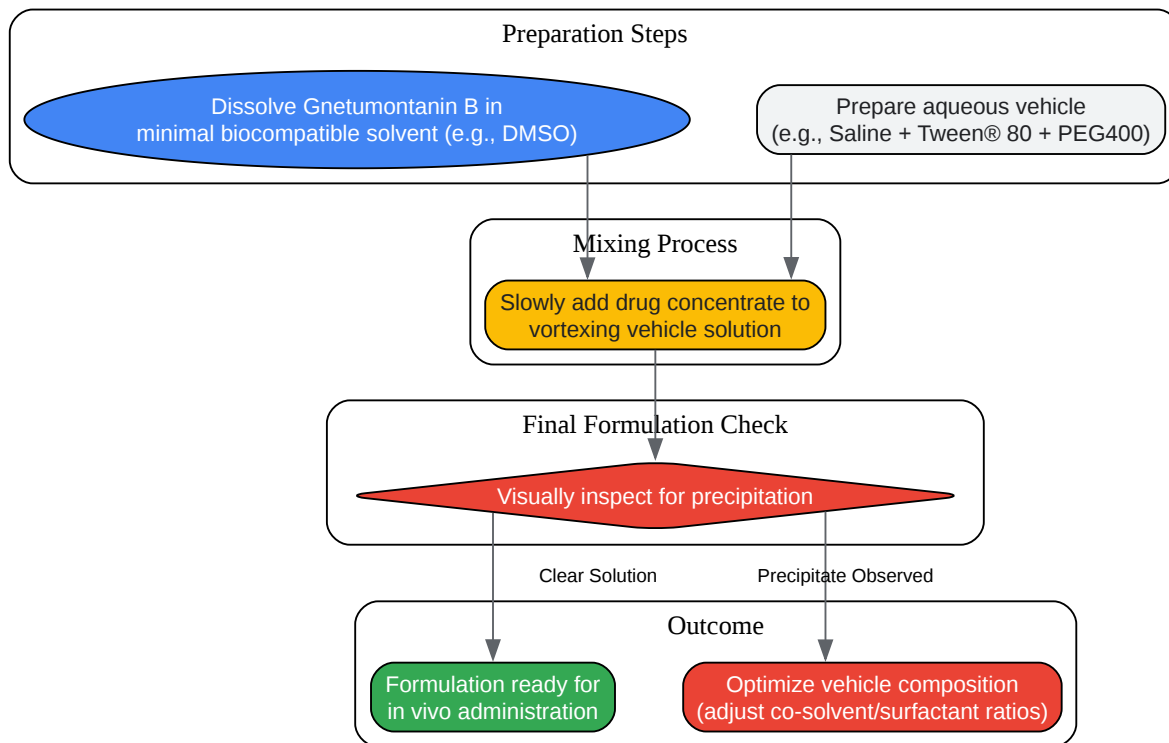 Preparation Steps
Dissolve Gnetumontanin B in
minimal biocompatible solvent (e.g., DMSO)
Prepare aqueous vehicle
(e.g., Saline + Tween® 80 + PEG400)
Mixing Process
Slowly add drug concentrate to
vortexing vehicle solution
Final Formulation Check
Visually inspect for precipitation
Clear Solution
Precipitate Observed
Outcome
Formulation ready for
in vivo administration
Optimize vehicle composition
(adjust co-solvent/surfactant ratios)